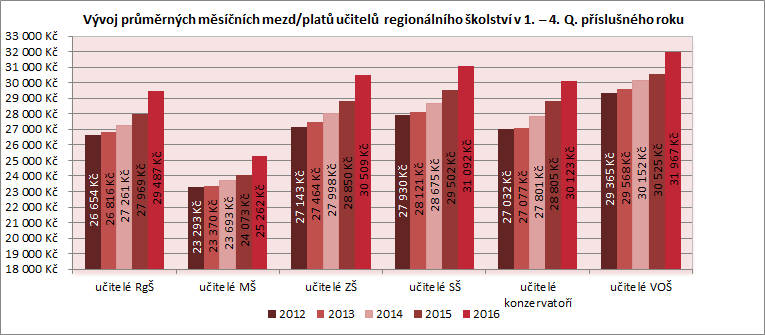 Vývoj průměrných měsíčních mezd/platů učitelů regionálního školství v 1. – 4. Q. příslušného roku
33 000 Kč
32 000 Kč
31 000 Kč
30 000 Kč
29 000 Kč
28 000 Kč
27 000 Kč
26 000 Kč
25 000 Kč
24 000 Kč
23 000 Kč
22 000 Kč
21 000 Kč
20 000 Kč
19 000 Kč
18 000 Kč
26 654 Kč
26 816 Kč
27 261 Kč
27 969 Kč
29 487 Kč
23 293 Kč
23 370 Kč
23 693 Kč
24 073 Kč
25 262 Kč
27 143 Kč
27 464 Kč
27 998 Kč
28 850 Kč
30 509 Kč
27 930 Kč
28 121 Kč
28 675 Kč
29 502 Kč
31 092 Kč
27 032 Kč
27 077 Kč
27 801 Kč
28 805 Kč
30 123 Kč
29 365 Kč
29 568 Kč
30 152 Kč
30 525 Kč
31 967 Kč
učitelé RgŠ
učitelé MŠ
učitelé ZŠ
učitelé SŠ
učitelé
konzervatoří
učitelé VOŠ
2012
2013
2014
2015
2016